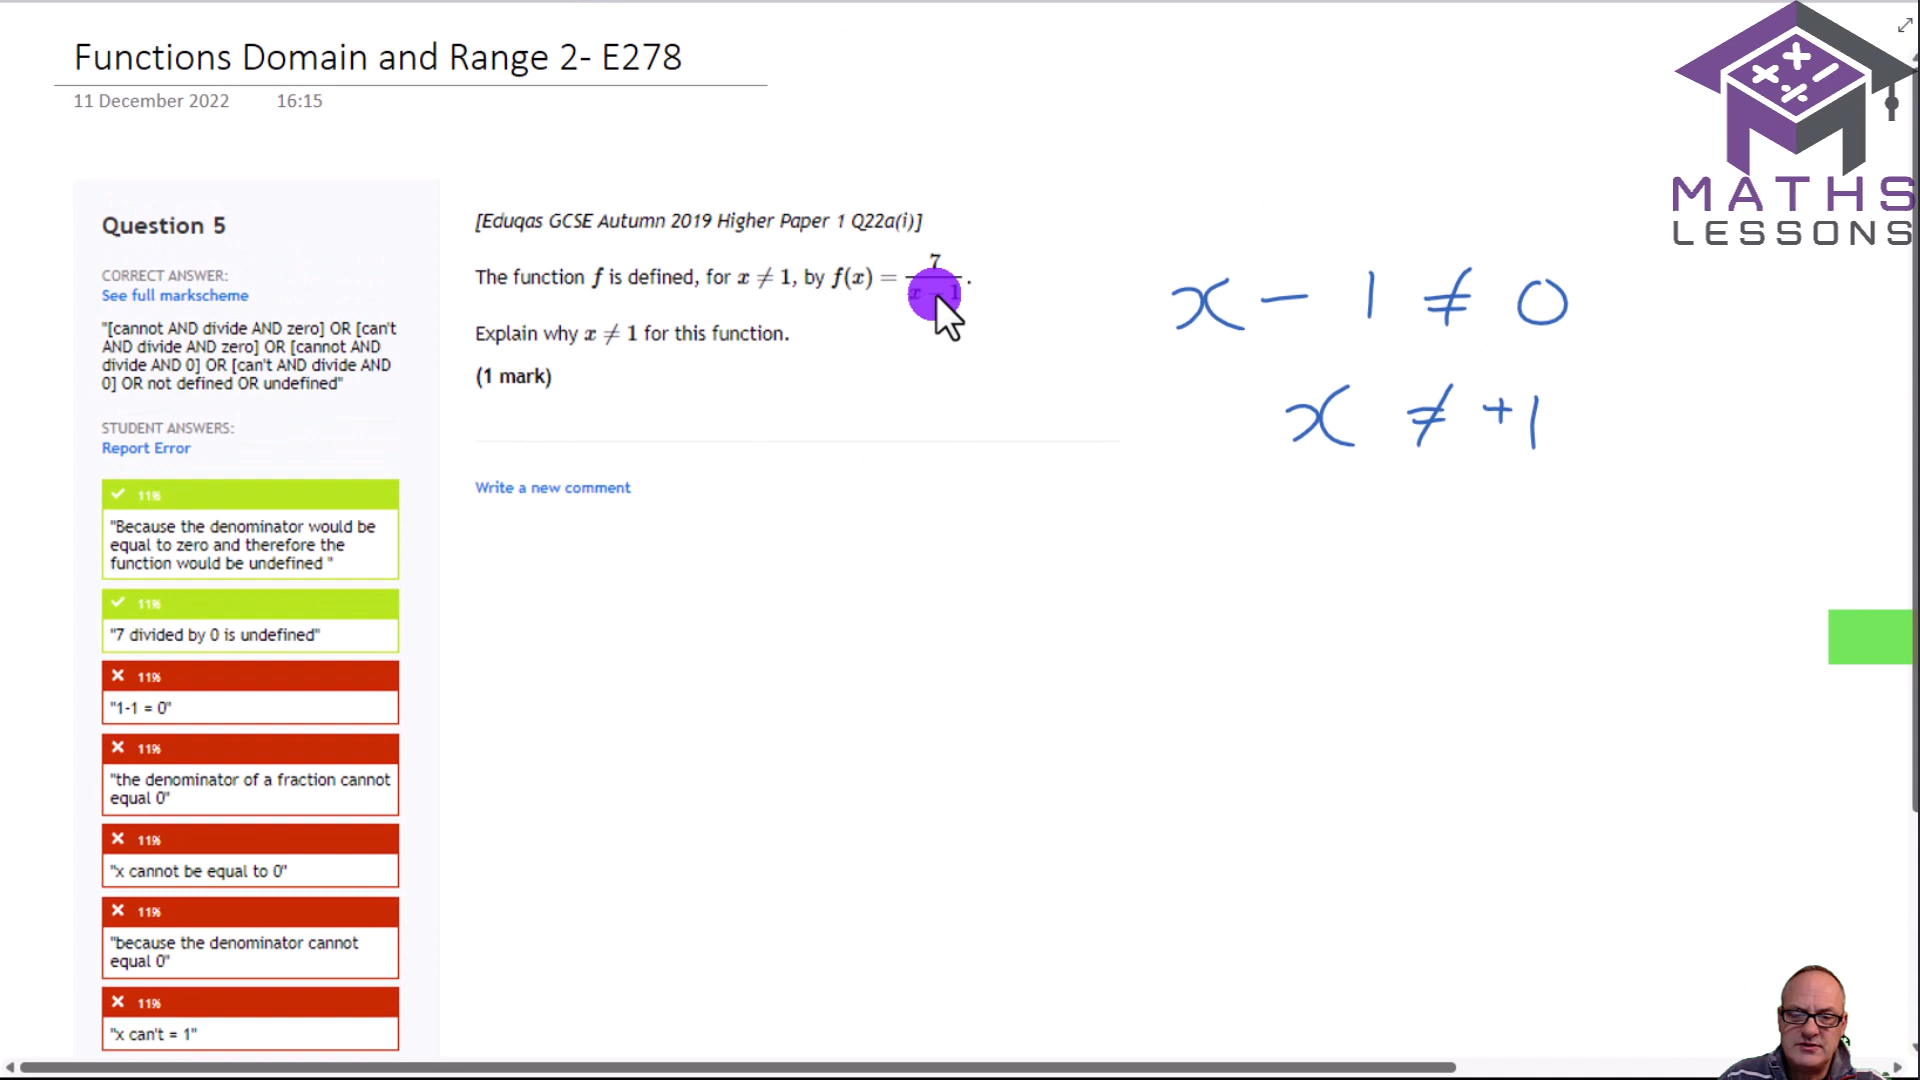 Functions Domain and Range 2- E278
11 December 2022 16:15
MATHS
LESSONS
Question 5
CORRECT ANSWER:
See full markscheme
"[cannot AND divide AND zero] OR [can't
AND divide AND zero] OR [cannot AND
divide AND 0] OR [can't AND divide AND
0] OR not defined OR undefined"
STUDENT ANSWERS:
Report Error
11%
"Because the denominator would be
equal to zero and therefore the
function would be undefined "
11%
"7 divided by 0 is undefined"
11%
"1-1 = 0"
11%
"the denominator of a fraction cannot
equal 0"
11%
"x cannot be equal to 0"
11%
"because the denominator cannot
equal 0"
11%
"x can't = 1"
[Eduqas GCSE Autumn 2019 Higher Paper 1 Q22a(i)]
The function f is defined, for x ≠ 1, by f(x) = 7/(x − 1).
Explain why x ≠ 1 for this function.
(1 mark)
Write a new comment
x − 1 ≠ 0
x ≠ +1